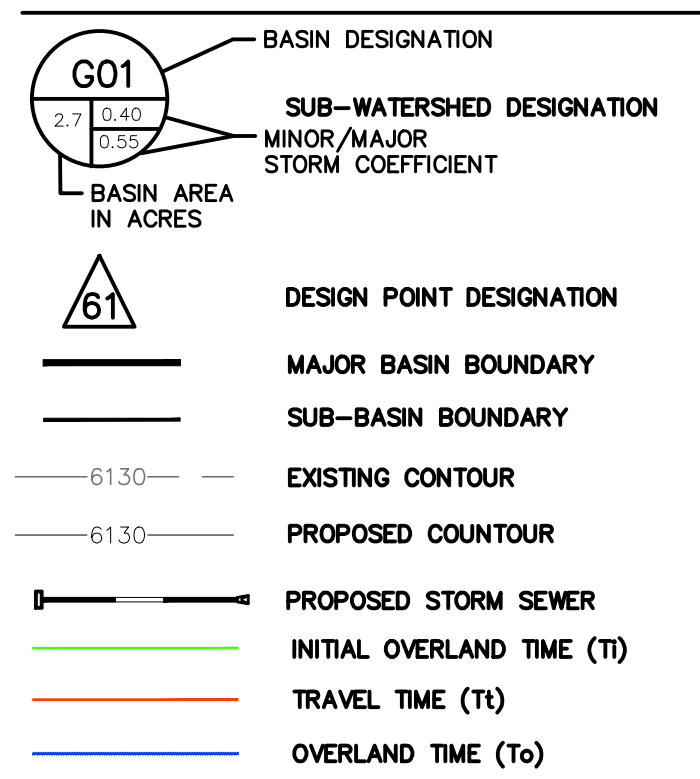 BASIN DESIGNATION
G01
2.7
0.40
0.55
SUB-WATERSHED DESIGNATION
MINOR/MAJOR
STORM COEFFICIENT
BASIN AREA
IN ACRES
61
DESIGN POINT DESIGNATION
MAJOR BASIN BOUNDARY
SUB-BASIN BOUNDARY
6130
EXISTING CONTOUR
6130
PROPOSED COUNTOUR
PROPOSED STORM SEWER
INITIAL OVERLAND TIME (Ti)
TRAVEL TIME (Tt)
OVERLAND TIME (To)